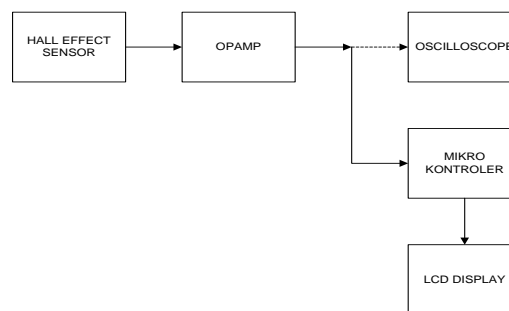 HALL EFFECT
SENSOR
OPAMP
OSCILLOSCOPE
MIKRO
KONTROLER
LCD DISPLAY